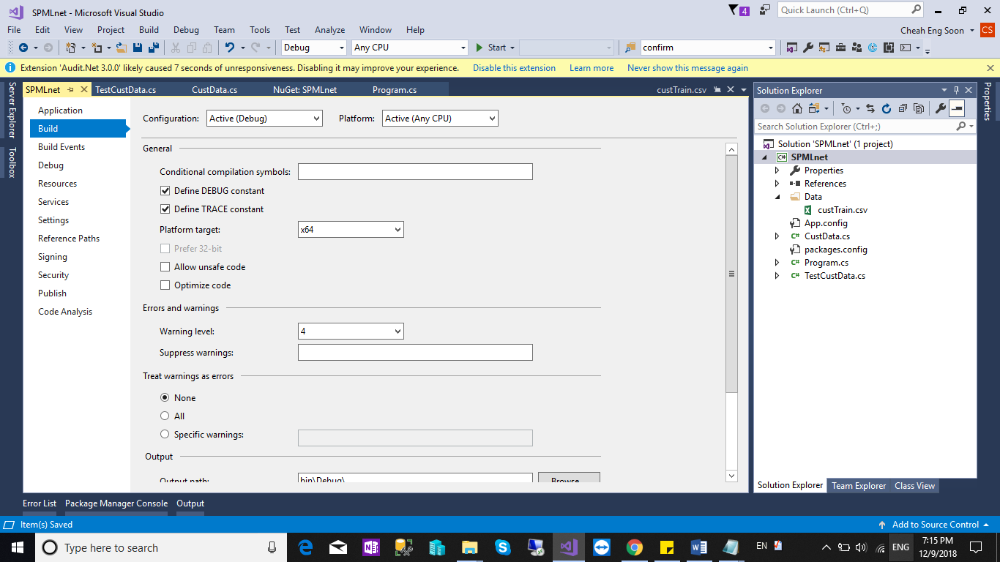 SPMLnet - Microsoft Visual Studio
4
Quick Launch (Ctrl+Q)
File Edit View Project Build Debug Team Tools Test Analyze Window Help
Cheah Eng Soon CS
Debug Any CPU Start confirm
Extension 'Audit.Net 3.0.0' likely caused 7 seconds of unresponsiveness. Disabling it may improve your experience. Disable this extension Learn more Never show this message again
Server Explorer
Toolbox
SPMLnet TestCustData.cs CustData.cs NuGet: SPMLnet Program.cs custTrain.csv
Application
Build
Build Events
Debug
Resources
Services
Settings
Reference Paths
Signing
Security
Publish
Code Analysis
Configuration: Active (Debug) Platform: Active (Any CPU)
General
Conditional compilation symbols:
Define DEBUG constant
Define TRACE constant
Platform target: x64
Prefer 32-bit
Allow unsafe code
Optimize code
Errors and warnings
Warning level: 4
Suppress warnings:
Treat warnings as errors
None
All
Specific warnings:
Output
Output path: bin\Debug\ Browse...
Solution Explorer
Search Solution Explorer (Ctrl+;)
Solution 'SPMLnet' (1 project)
C# SPMLnet
Properties
References
Data
custTrain.csv
App.config
C# CustData.cs
packages.config
C# Program.cs
C# TestCustData.cs
Solution Explorer Team Explorer Class View
Properties
Error List Package Manager Console Output
Item(s) Saved
Add to Source Control
Type here to search
EN
ENG
7:15 PM
12/9/2018